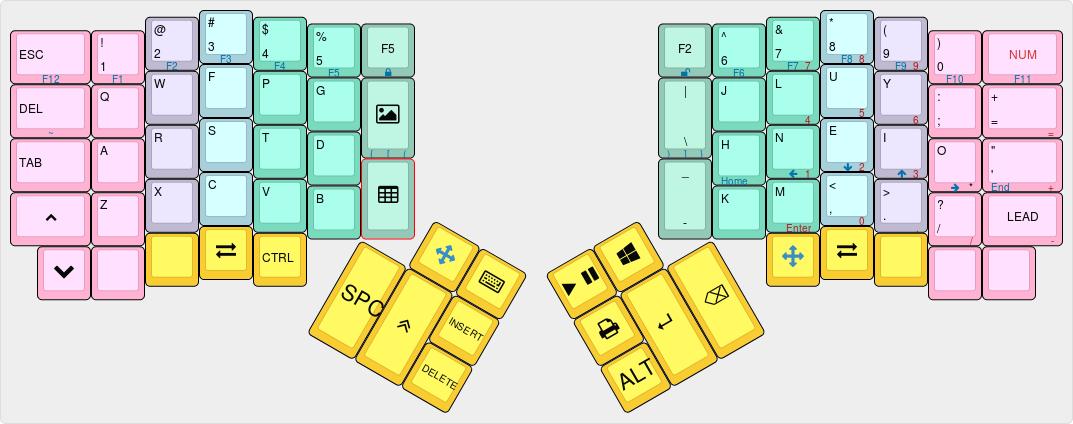 ESC
F12
!
1
F1
@
2
F2
#
3
F3
$
4
F4
%
5
F5
F5
F2
^
6
F6
&
7
F7 7
*
8
F8 8
(
9
F9 9
)
0
F10
NUM
F11
DEL
~
Q
W
F
P
G
( [ {
|
\
) ] }
J
L
4
U
5
Y
6
:
;
+
=
=
TAB
A
R
S
T
D
_
-
H
Home
N
1
E
2
I
3
O
*
"
'
End +
Z
X
C
V
B
K
M
Enter
<
,
0
>
.
?
/
/
LEAD
-
CTRL
SPC
INSERT
DELETE
ALT